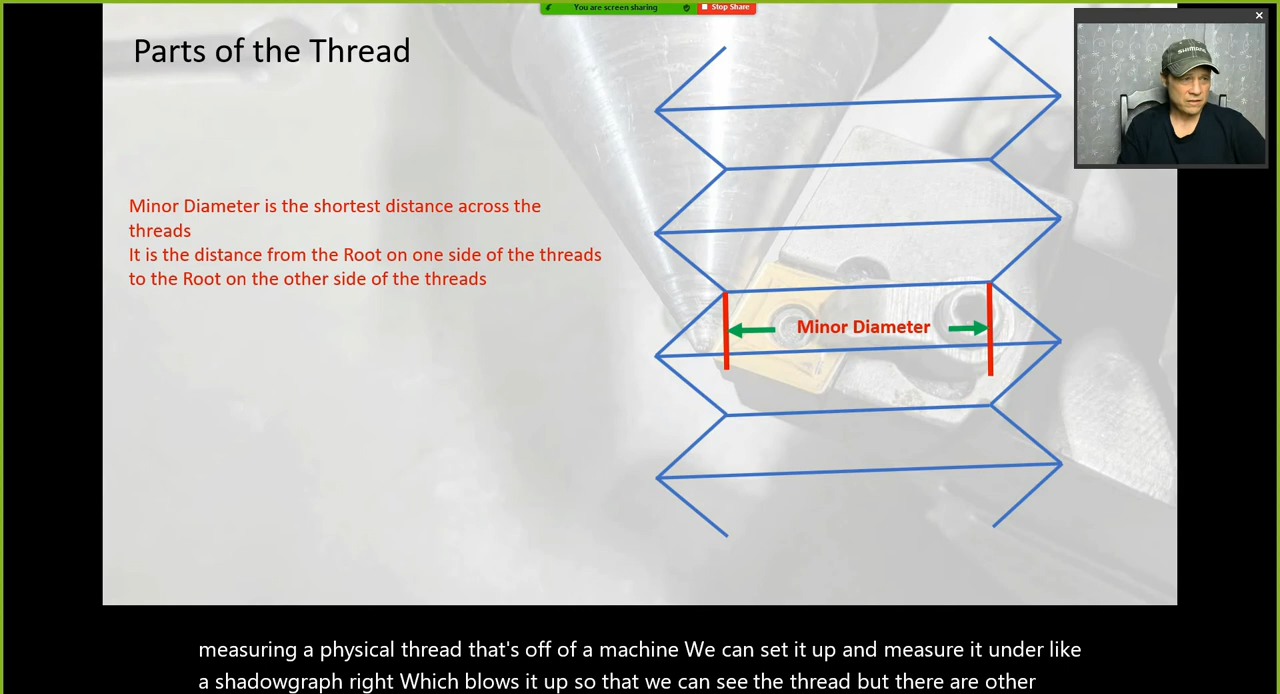 You are screen sharing
Stop Share
Parts of the Thread
SHIMANO
Minor Diameter is the shortest distance across the
threads
It is the distance from the Root on one side of the threads
to the Root on the other side of the threads
Minor Diameter
measuring a physical thread that's off of a machine We can set it up and measure it under like
a shadowgraph right Which blows it up so that we can see the thread but there are other